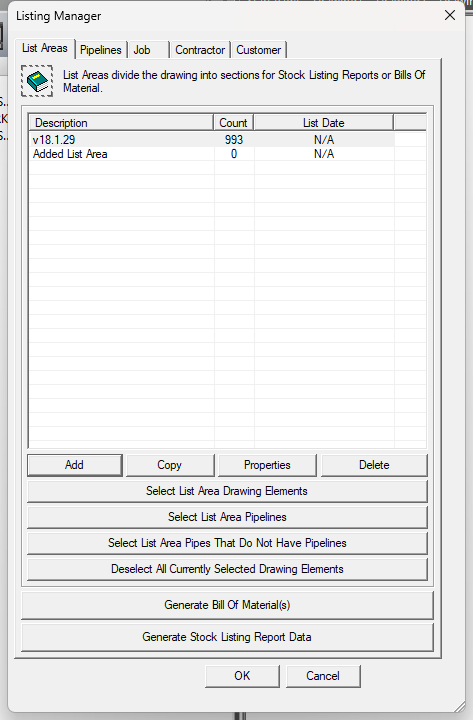 Listing Manager
List Areas Pipelines Job Contractor Customer
List Areas divide the drawing into sections for Stock Listing Reports or Bills Of
Material.
Description Count List Date
v18.1.29 993 N/A
Added List Area 0 N/A
Add Copy Properties Delete
Select List Area Drawing Elements
Select List Area Pipelines
Select List Area Pipes That Do Not Have Pipelines
Deselect All Currently Selected Drawing Elements
Generate Bill Of Material(s)
Generate Stock Listing Report Data
OK Cancel